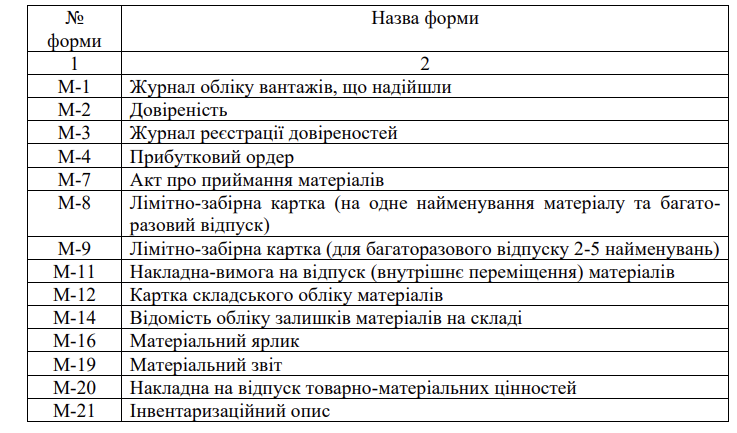 № Назва форми
форми
1 2
М-1 Журнал обліку вантажів, що надійшли
М-2 Довіреність
М-3 Журнал реєстрації довіреностей
М-4 Прибутковий ордер
М-7 Акт про приймання матеріалів
М-8 Лімітно-забірна картка (на одне найменування матеріалу та багато-
разовий відпуск)
М-9 Лімітно-забірна картка (для багаторазового відпуску 2-5 найменувань)
М-11 Накладна-вимога на відпуск (внутрішнє переміщення) матеріалів
М-12 Картка складського обліку матеріалів
М-14 Відомість обліку залишків матеріалів на складі
М-16 Матеріальний ярлик
М-19 Матеріальний звіт
М-20 Накладна на відпуск товарно-матеріальних цінностей
М-21 Інвентаризаційний опис